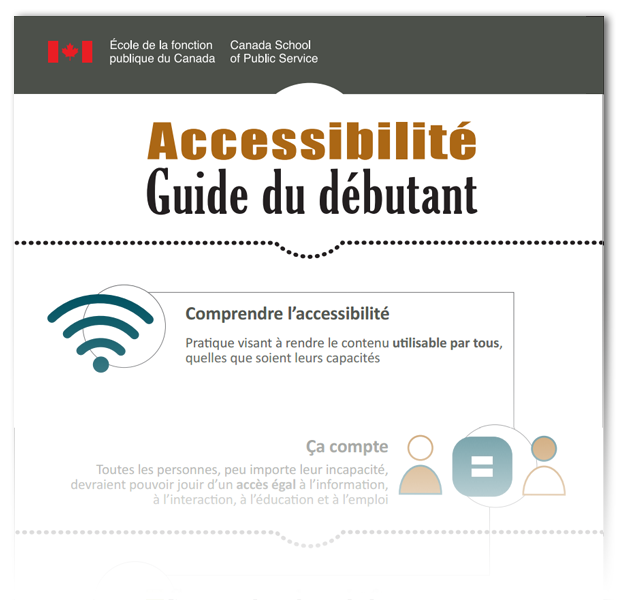 École de la fonction
publique du Canada
Canada School
of Public Service
Accessibilité
Guide du débutant
Comprendre l’accessibilité
Pratique visant à rendre le contenu utilisable par tous,
quelles que soient leurs capacités
Ça compte
Toutes les personnes, peu importe leur incapacité,
devraient pouvoir jouir d’un accès égal à l’information,
à l’interaction, à l’éducation et à l’emploi